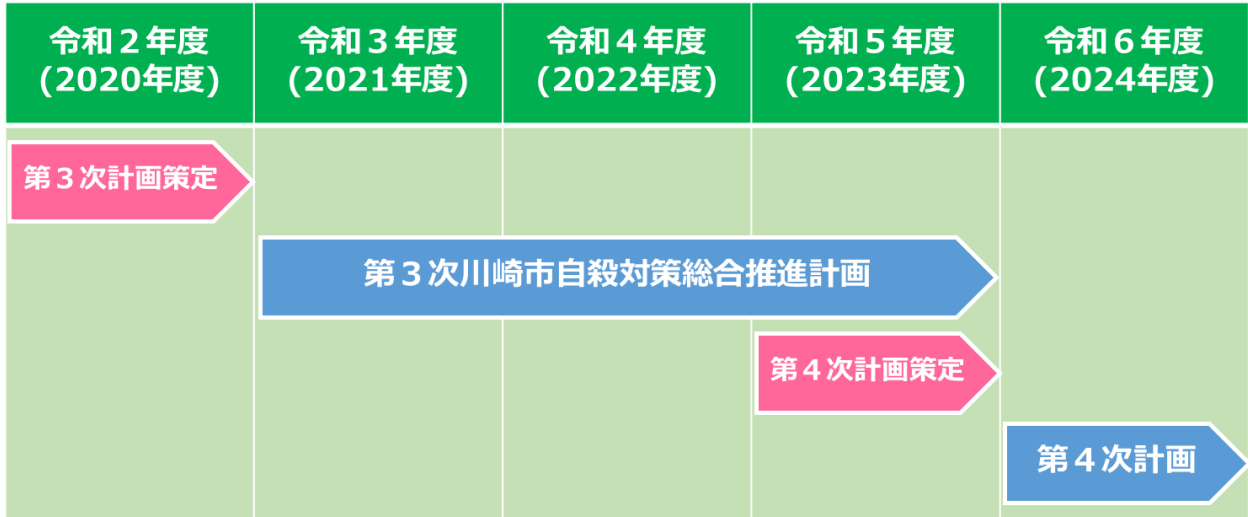 令和２年度
(2020年度)
令和３年度
(2021年度)
令和４年度
(2022年度)
令和５年度
(2023年度)
令和６年度
(2024年度)
第３次計画策定
第３次川崎市自殺対策総合推進計画
第４次計画策定
第４次計画